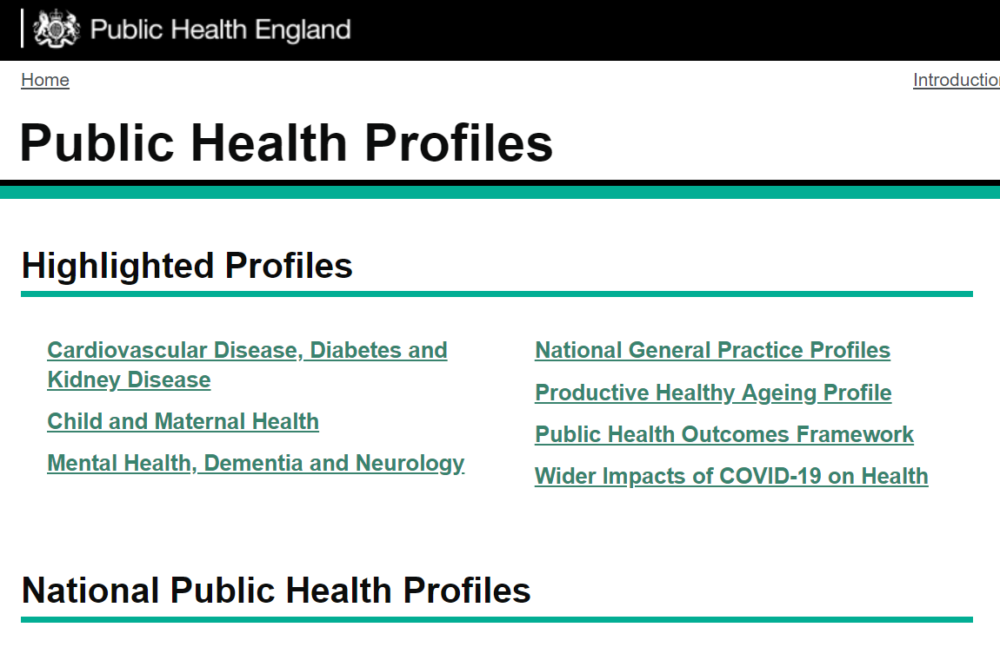 Public Health England
Home
Introductio
Public Health Profiles
Highlighted Profiles
Cardiovascular Disease, Diabetes and
Kidney Disease
Child and Maternal Health
Mental Health, Dementia and Neurology
National General Practice Profiles
Productive Healthy Ageing Profile
Public Health Outcomes Framework
Wider Impacts of COVID-19 on Health
National Public Health Profiles